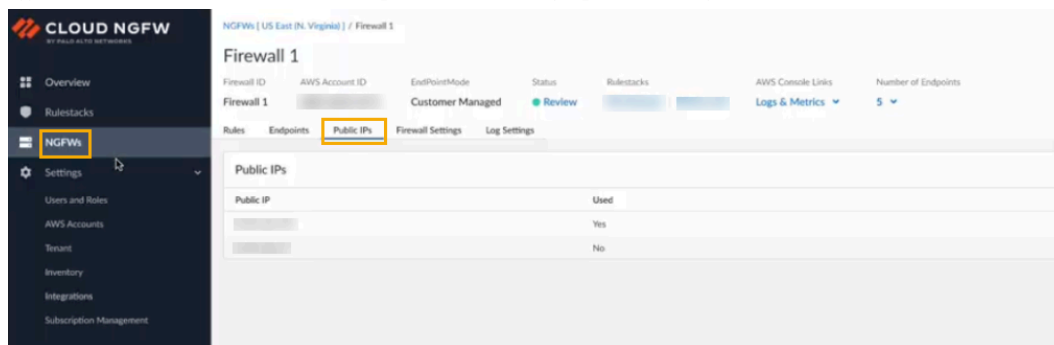 CLOUD NGFW
BY PALO ALTO NETWORKS
Overview
Rulestacks
NGFWs
Settings
Users and Roles
AWS Accounts
Tenant
Inventory
Integrations
Subscription Management
NGFWs [ US East (N. Virginia) ] / Firewall 1
Firewall 1
Firewall ID AWS Account ID EndPointMode Status Rulestacks AWS Console Links Number of Endpoints
Firewall 1 Customer Managed Review Logs & Metrics 5
Rules Endpoints Public IPs Firewall Settings Log Settings
Public IPs
Public IP Used
Yes
No